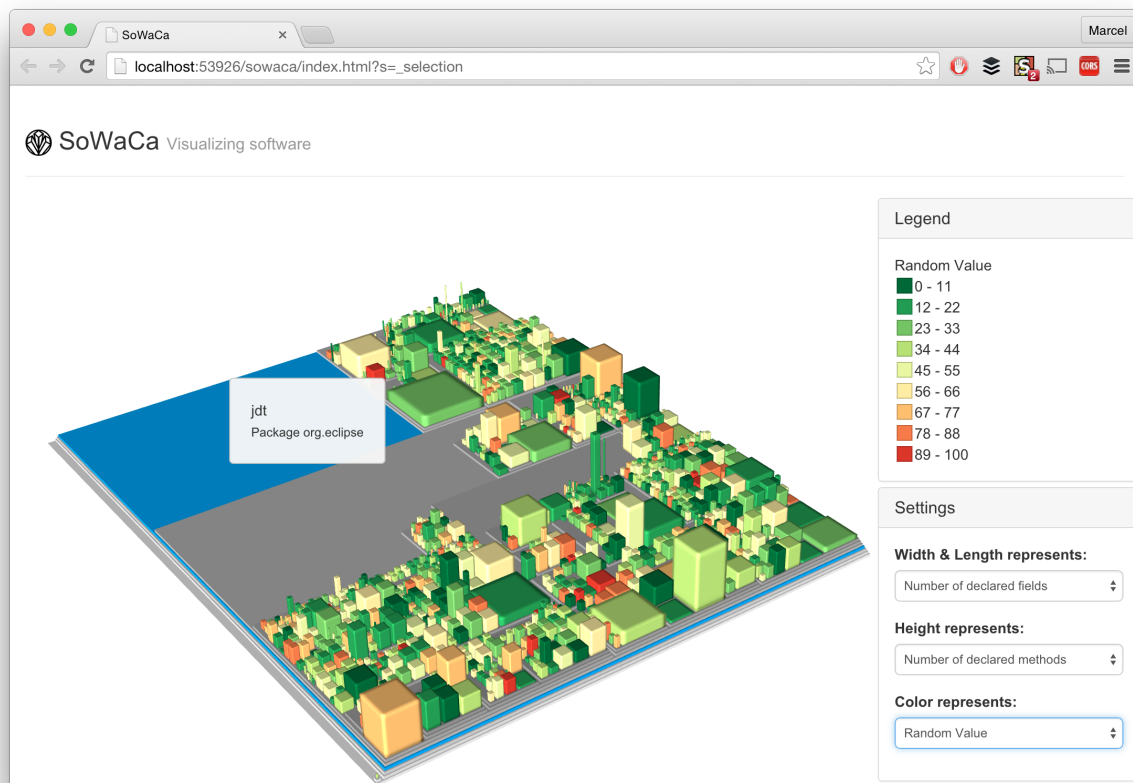 SoWaCa
Marcel
localhost:53926/sowaca/index.html?s=_selection
S
2
CORS
SoWaCa Visualizing software
jdt
Package org.eclipse
Legend
Random Value
0 - 11
12 - 22
23 - 33
34 - 44
45 - 55
56 - 66
67 - 77
78 - 88
89 - 100
Settings
Width & Length represents:
Number of declared fields
Height represents:
Number of declared methods
Color represents:
Random Value